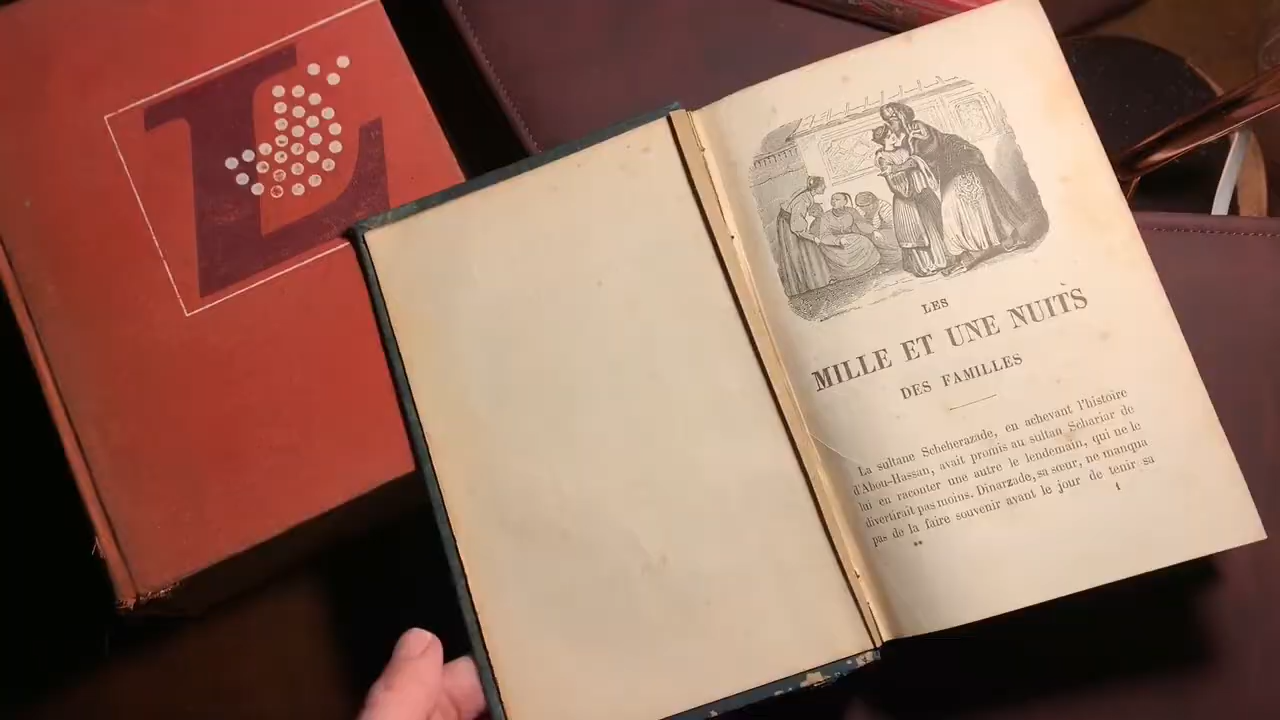 L
LES
MILLE ET UNE NUITS
DES FAMILLES
La sultane Scheherazade, en achevant l'histoire
d'Abou-Hassan, avait promis au sultan Schariar de
lui en raconter une autre le lendemain, qui ne le
divertirait pas moins. Dinarzade, sa sœur, ne manqua
pas de la faire souvenir avant le jour de tenir sa
** 1